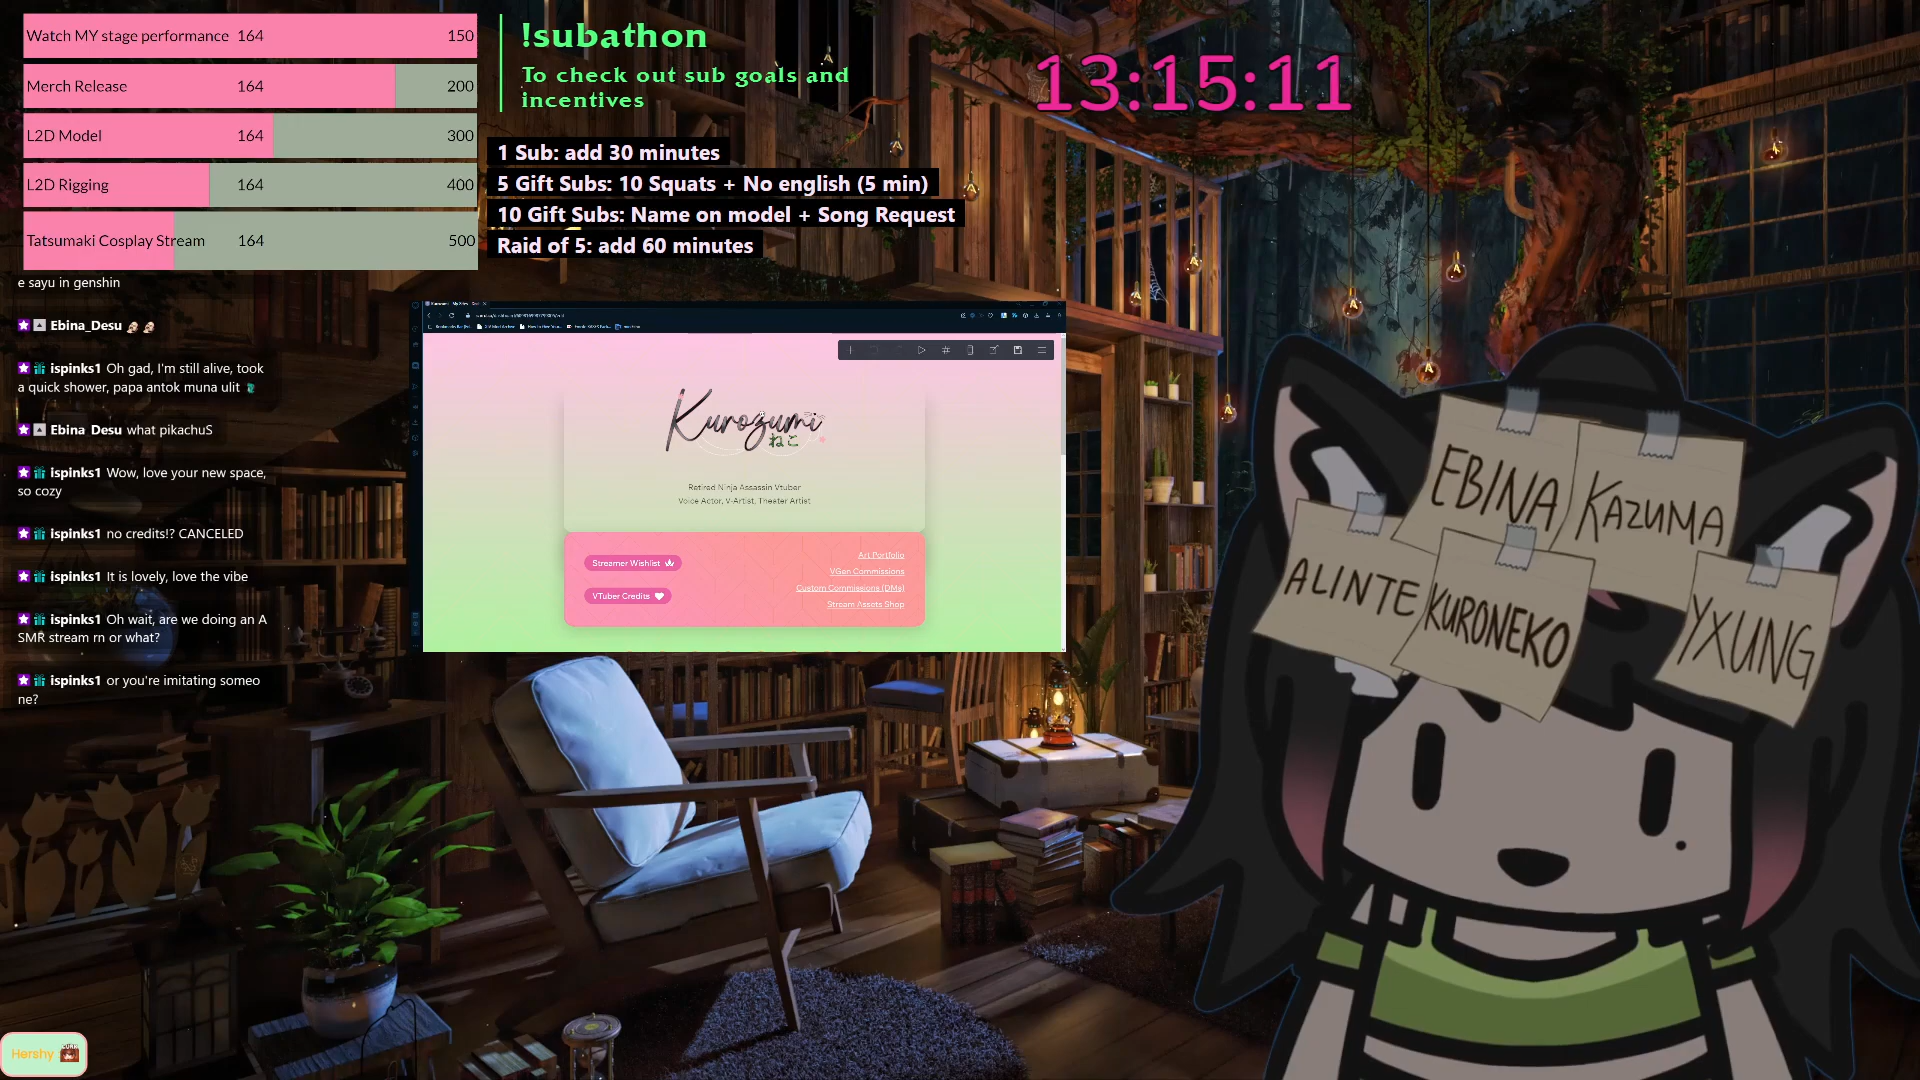 Watch MY stage performance 164 150
Merch Release 164 200
L2D Model 164 300
L2D Rigging 164 400
Tatsumaki Cosplay Stream 164 500
!subathon
To check out sub goals and
incentives
13:15:11
1 Sub: add 30 minutes
5 Gift Subs: 10 Squats + No english (5 min)
10 Gift Subs: Name on model + Song Request
Raid of 5: add 60 minutes
e sayu in genshin
Ebina_Desu
ispinks1 Oh gad, I'm still alive, took
a quick shower, papa antok muna ulit
Ebina_Desu what pikachuS
ispinks1 Wow, love your new space,
so cozy
ispinks1 no credits!? CANCELED
ispinks1 It is lovely, love the vibe
ispinks1 Oh wait, are we doing an A
SMR stream rn or what?
ispinks1 or you're imitating someo
ne?
Kurozumi
ねこ
Retired Ninja Assassin Vtuber
Voice Actor, V-Artist, Theater Artist
Streamer Wishlist
VTuber Credits
Art Portfolio
VGen Commissions
Custom Commissions (DMs)
Stream Assets Shop
EBINA
KAZUMA
ALINTE
KURONEKO
YXUNG
Hershy